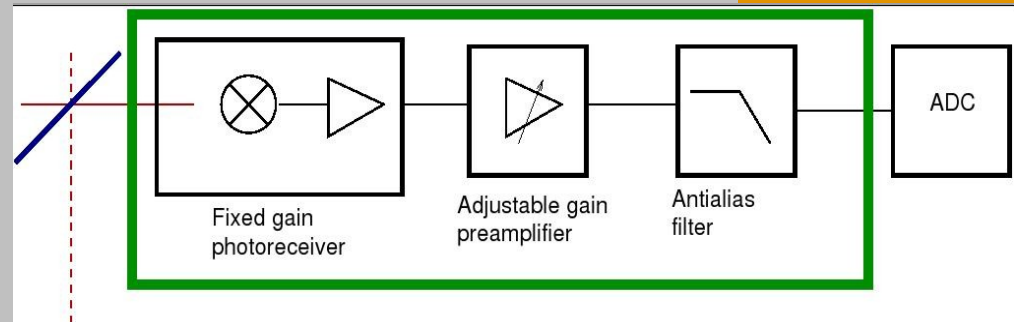 Fixed gain
photoreceiver
Adjustable gain
preamplifier
Antialias
filter
ADC